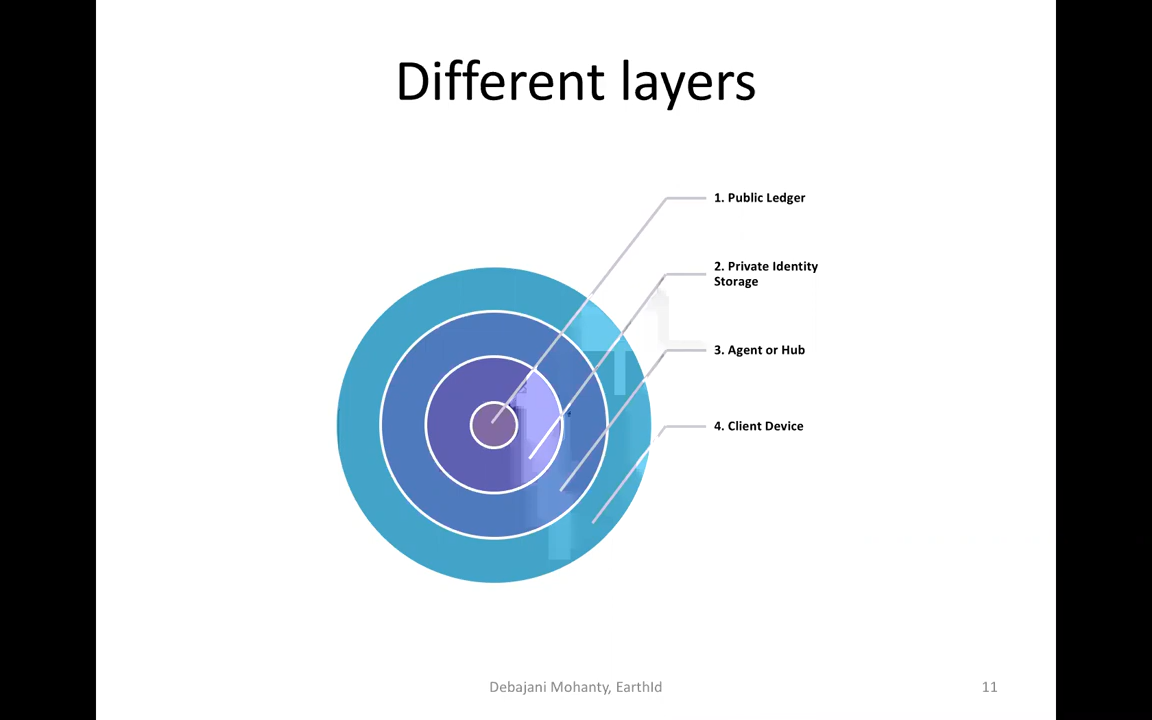 Different layers
1. Public Ledger
2. Private Identity
Storage
3. Agent or Hub
4. Client Device
Debajani Mohanty, EarthId
11